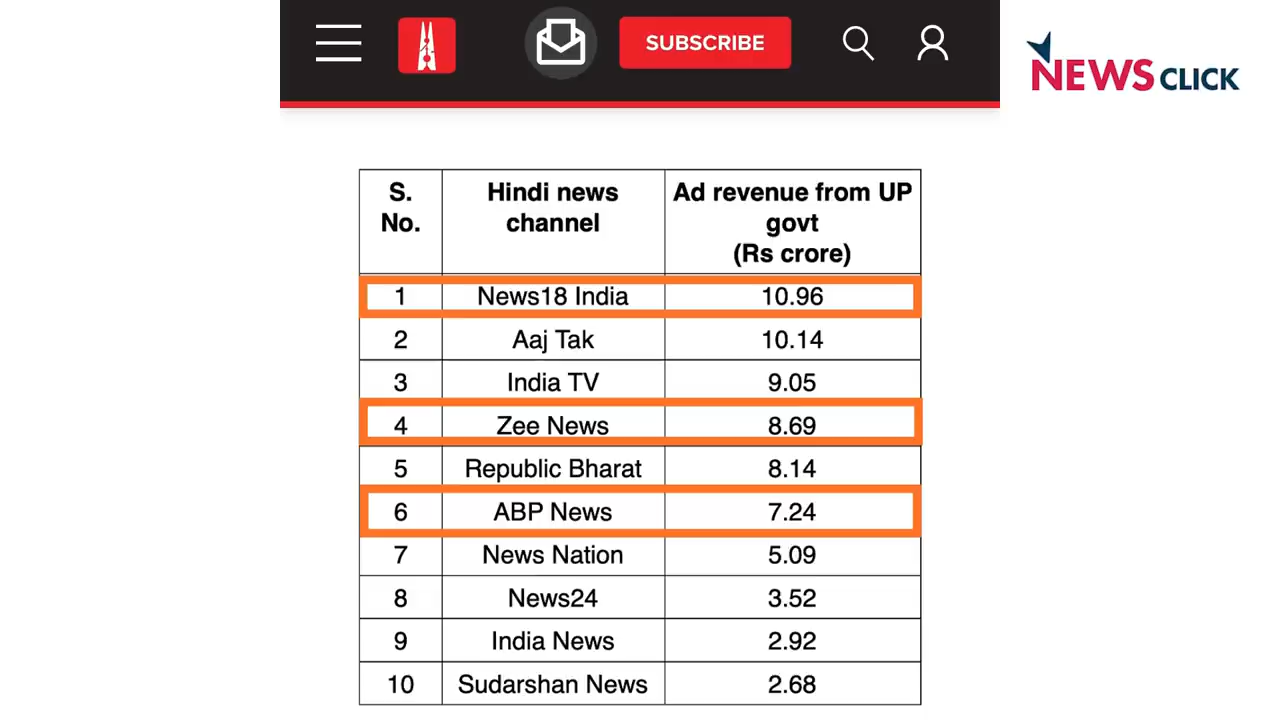 SUBSCRIBE
NEWS CLICK
S. No. Hindi news channel Ad revenue from UP govt (Rs crore)
1 News18 India 10.96
2 Aaj Tak 10.14
3 India TV 9.05
4 Zee News 8.69
5 Republic Bharat 8.14
6 ABP News 7.24
7 News Nation 5.09
8 News24 3.52
9 India News 2.92
10 Sudarshan News 2.68